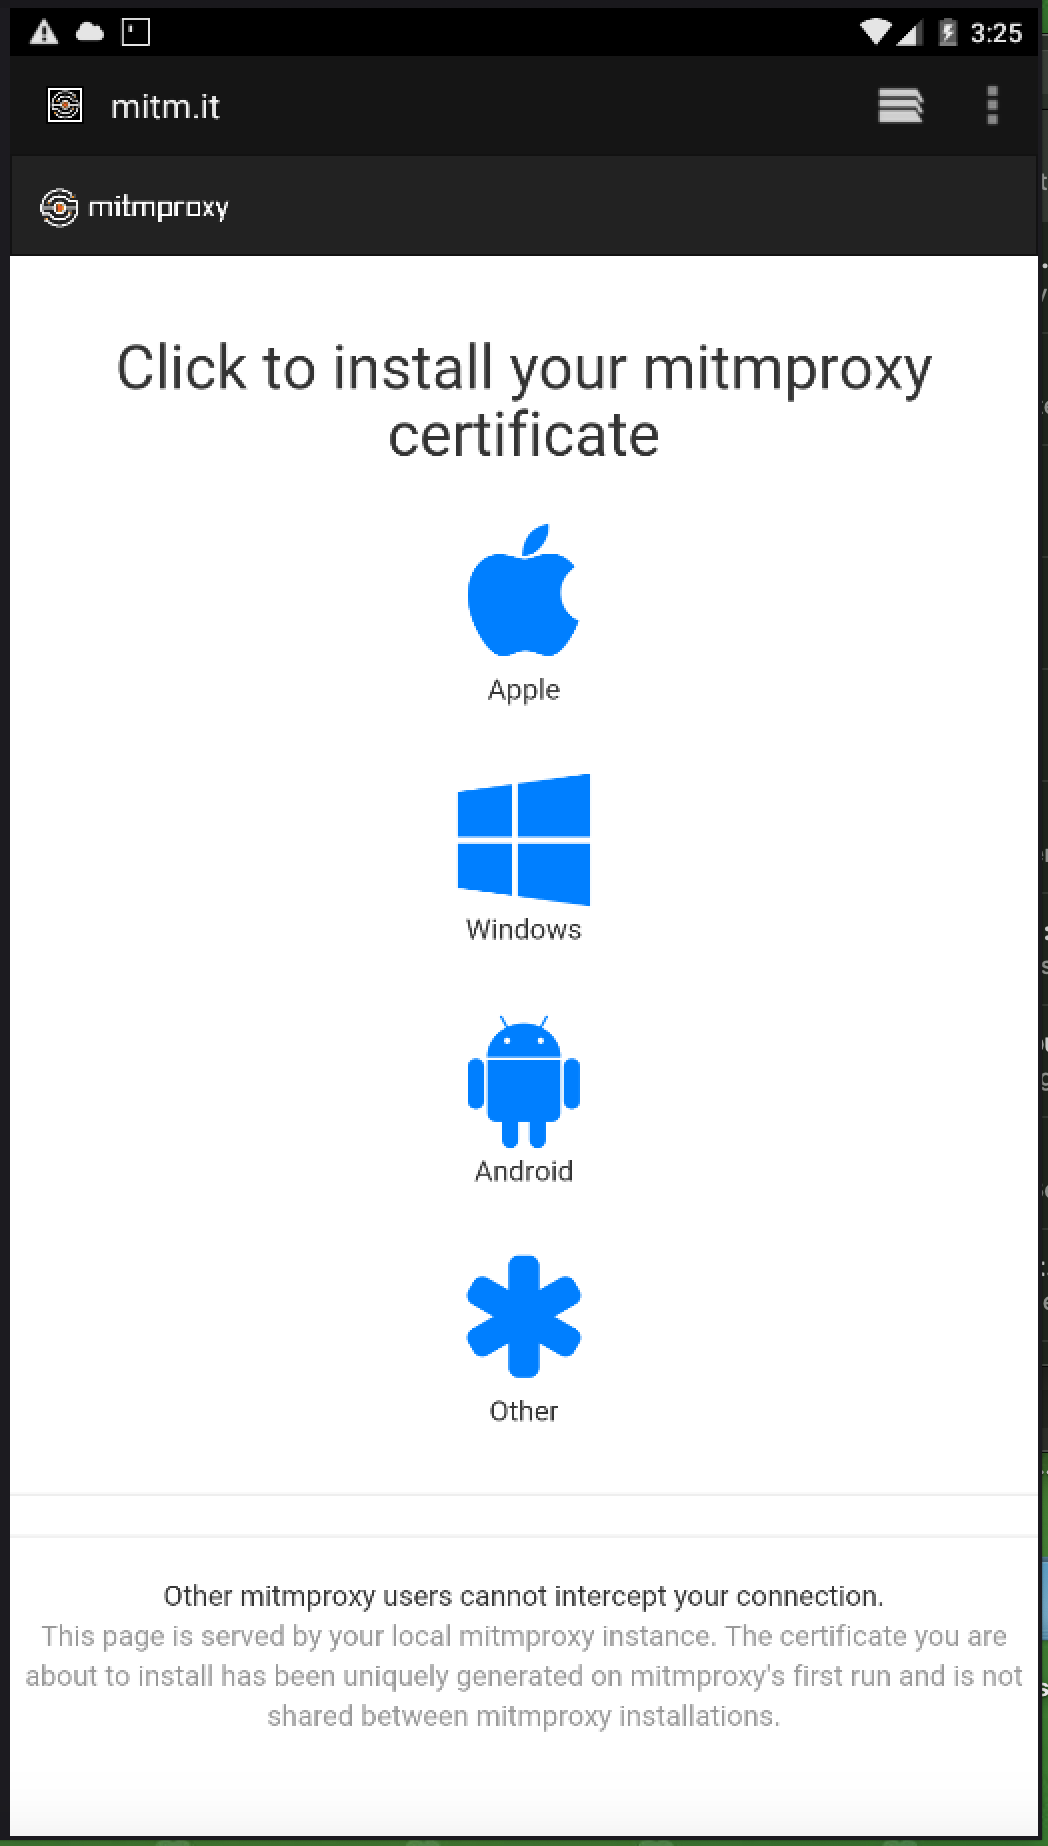 3:25
mitm.it
mitmproxy
Click to install your mitmproxy
certificate
Apple
Windows
Android
Other
Other mitmproxy users cannot intercept your connection.
This page is served by your local mitmproxy instance. The certificate you are
about to install has been uniquely generated on mitmproxy's first run and is not
shared between mitmproxy installations.